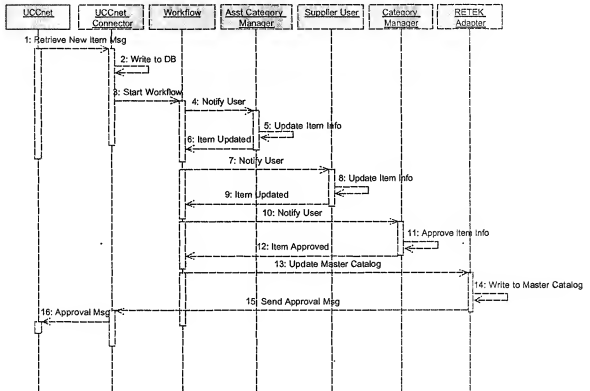 UCCnet
UCCnet Connector
Workflow
Asst Category Manager
Supplier User
Category Manager
RETEK Adapter
1: Retrieve New Item Msg
2: Write to DB
3: Start Workflow
4: Notify User
5: Update Item Info
6: Item Updated
7: Notify User
8: Update Item Info
9: Item Updated
10: Notify User
11: Approve Item Info
12: Item Approved
13: Update Master Catalog
14: Write to Master Catalog
15: Send Approval Msg
16: Approval Msg